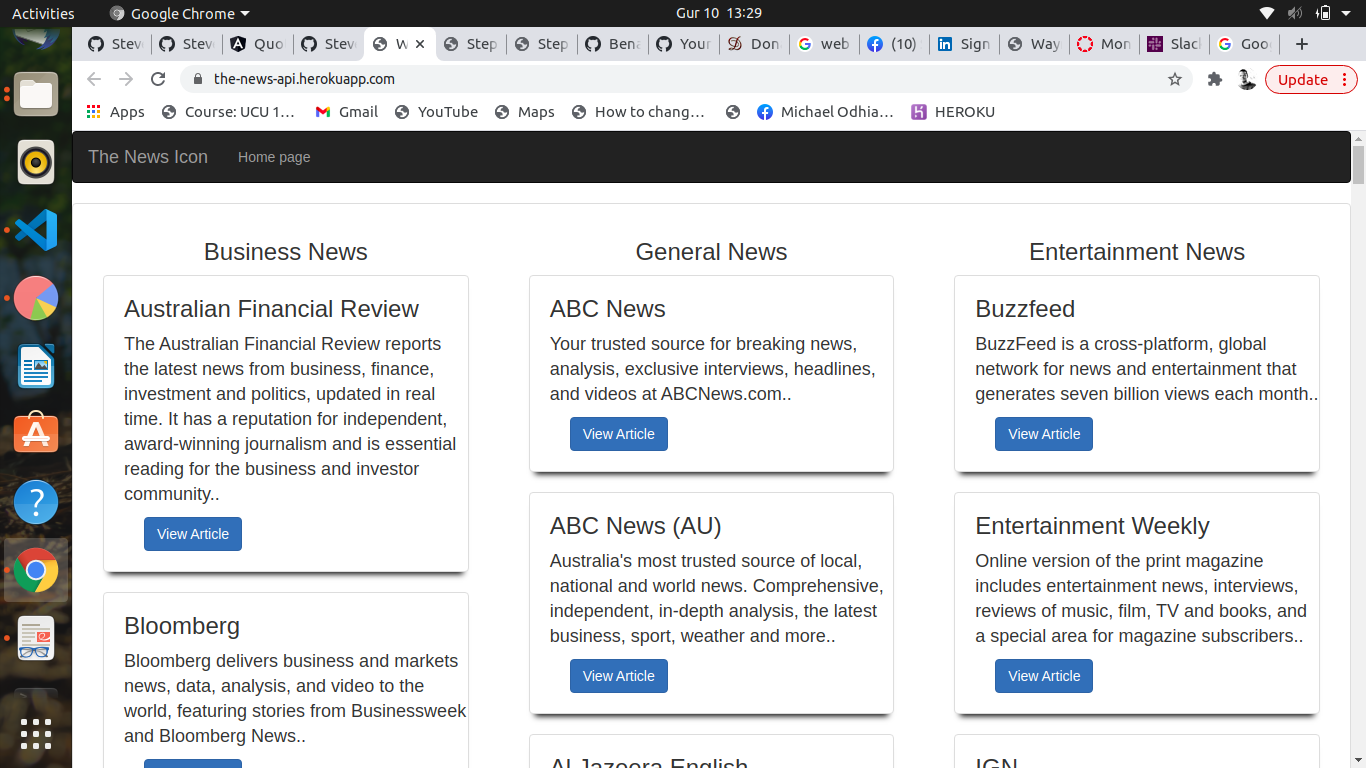 Activities
Google Chrome
Gur 10 13:29
Steve
Steve
Quo
Steve
W
Step
Step
Bena
Your
Don
web
(10)
Sign
Way
Mon
Slac
Goo
the-news-api.herokuapp.com
Update
Apps
Course: UCU 1...
Gmail
YouTube
Maps
How to chang...
Michael Odhia...
HEROKU
The News Icon
Home page
Business News
Australian Financial Review
The Australian Financial Review reports
the latest news from business, finance,
investment and politics, updated in real
time. It has a reputation for independent,
award-winning journalism and is essential
reading for the business and investor
community..
View Article
Bloomberg
Bloomberg delivers business and markets
news, data, analysis, and video to the
world, featuring stories from Businessweek
and Bloomberg News..
General News
ABC News
Your trusted source for breaking news,
analysis, exclusive interviews, headlines,
and videos at ABCNews.com..
View Article
ABC News (AU)
Australia's most trusted source of local,
national and world news. Comprehensive,
independent, in-depth analysis, the latest
business, sport, weather and more..
View Article
Al Jazeera English
Entertainment News
Buzzfeed
BuzzFeed is a cross-platform, global
network for news and entertainment that
generates seven billion views each month..
View Article
Entertainment Weekly
Online version of the print magazine
includes entertainment news, interviews,
reviews of music, film, TV and books, and
a special area for magazine subscribers..
View Article
IGN